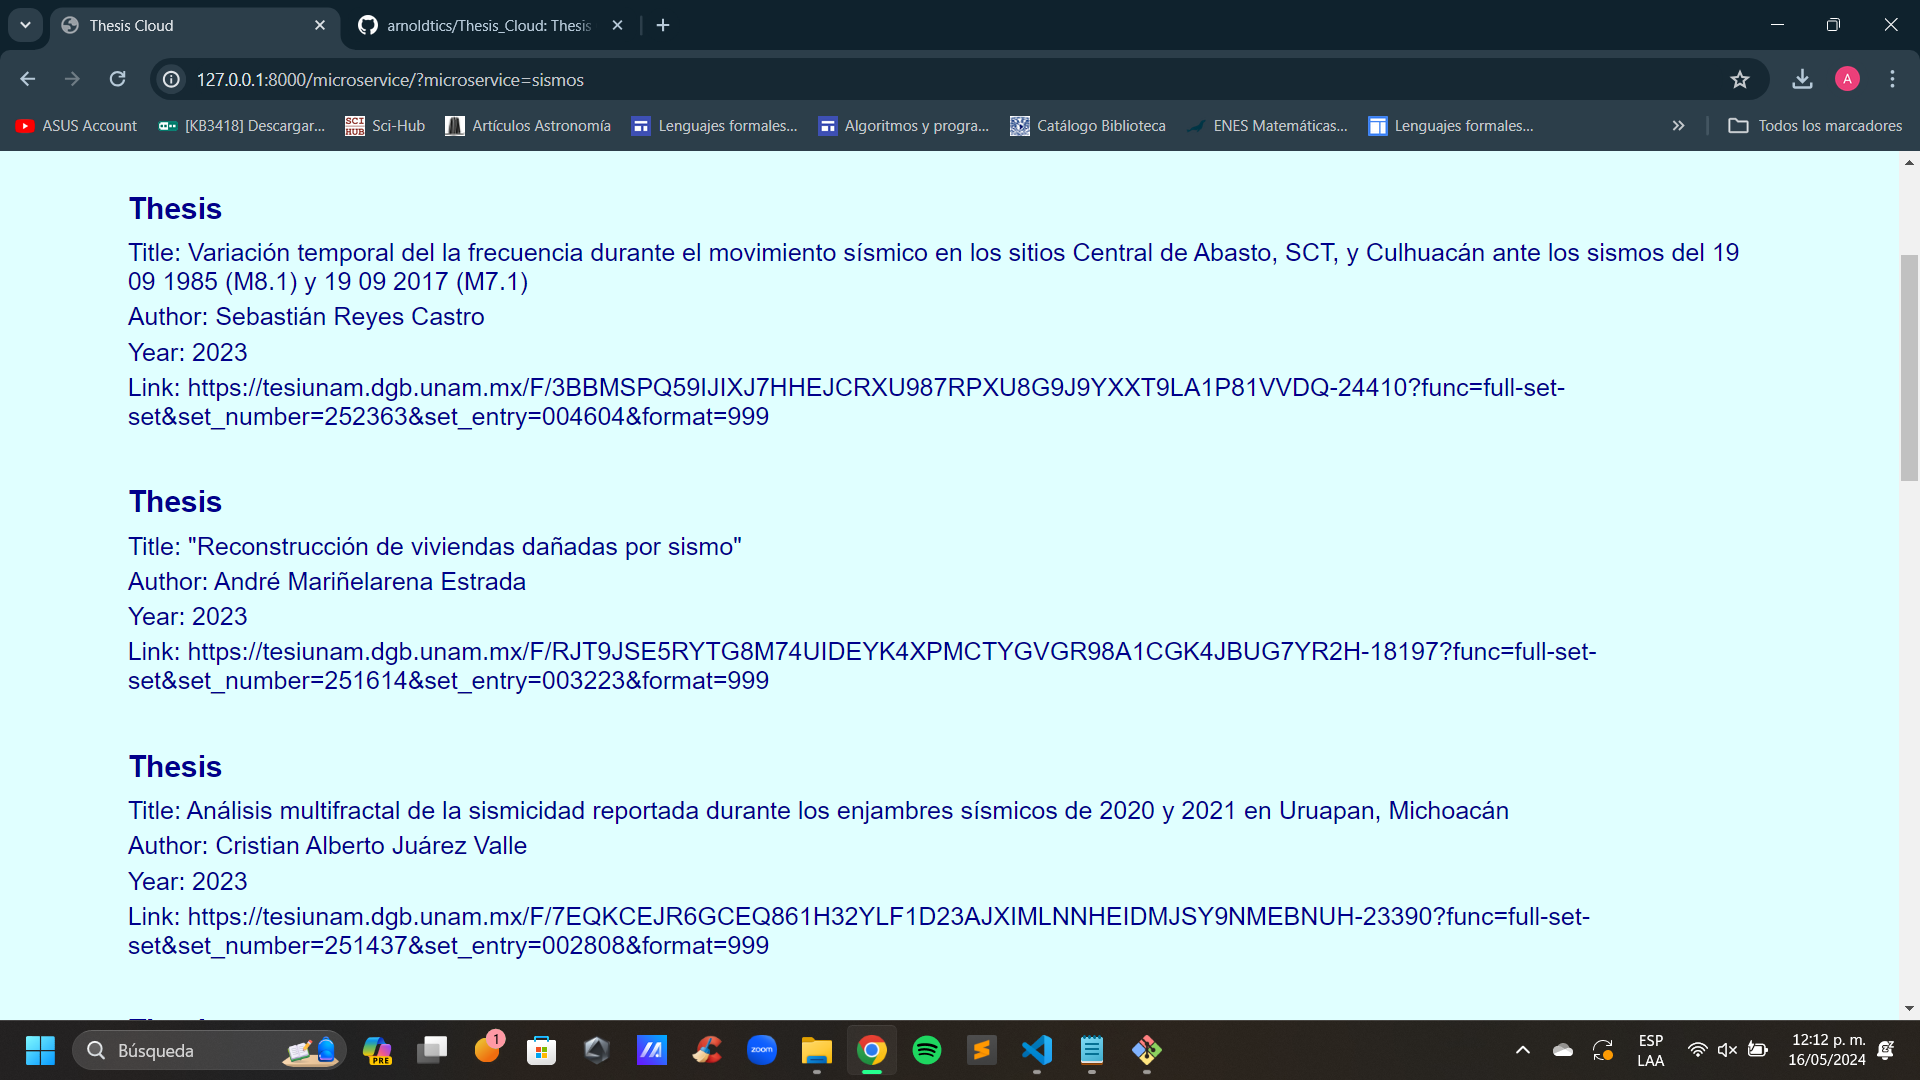 Thesis Cloud
arnoldtics/Thesis_Cloud: Thesis
127.0.0.1:8000/microservice/?microservice=sismos
A
ASUS Account
[KB3418] Descargar...
SCI HUB
Sci-Hub
Artículos Astronomía
Lenguajes formales...
Algoritmos y progra...
Catálogo Biblioteca
ENES Matemáticas...
Lenguajes formales...
Todos los marcadores
Thesis
Title: Variación temporal del la frecuencia durante el movimiento sísmico en los sitios Central de Abasto, SCT, y Culhuacán ante los sismos del 19
09 1985 (M8.1) y 19 09 2017 (M7.1)
Author: Sebastián Reyes Castro
Year: 2023
Link: https://tesiunam.dgb.unam.mx/F/3BBMSPQ59IJIXJ7HHEJCRXU987RPXU8G9J9YXXT9LA1P81VVDQ-24410?func=full-set-
set&set_number=252363&set_entry=004604&format=999
Thesis
Title: "Reconstrucción de viviendas dañadas por sismo"
Author: André Mariñelarena Estrada
Year: 2023
Link: https://tesiunam.dgb.unam.mx/F/RJT9JSE5RYTG8M74UIDEYK4XPMCTYGVGR98A1CGK4JBUG7YR2H-18197?func=full-set-
set&set_number=251614&set_entry=003223&format=999
Thesis
Title: Análisis multifractal de la sismicidad reportada durante los enjambres sísmicos de 2020 y 2021 en Uruapan, Michoacán
Author: Cristian Alberto Juárez Valle
Year: 2023
Link: https://tesiunam.dgb.unam.mx/F/7EQKCEJR6GCEQ861H32YLF1D23AJXIMLNNHEIDMJSY9NMEBNUH-23390?func=full-set-
set&set_number=251437&set_entry=002808&format=999
Búsqueda
PRE
1
zoom
ESP
LAA
12:12 p. m.
16/05/2024